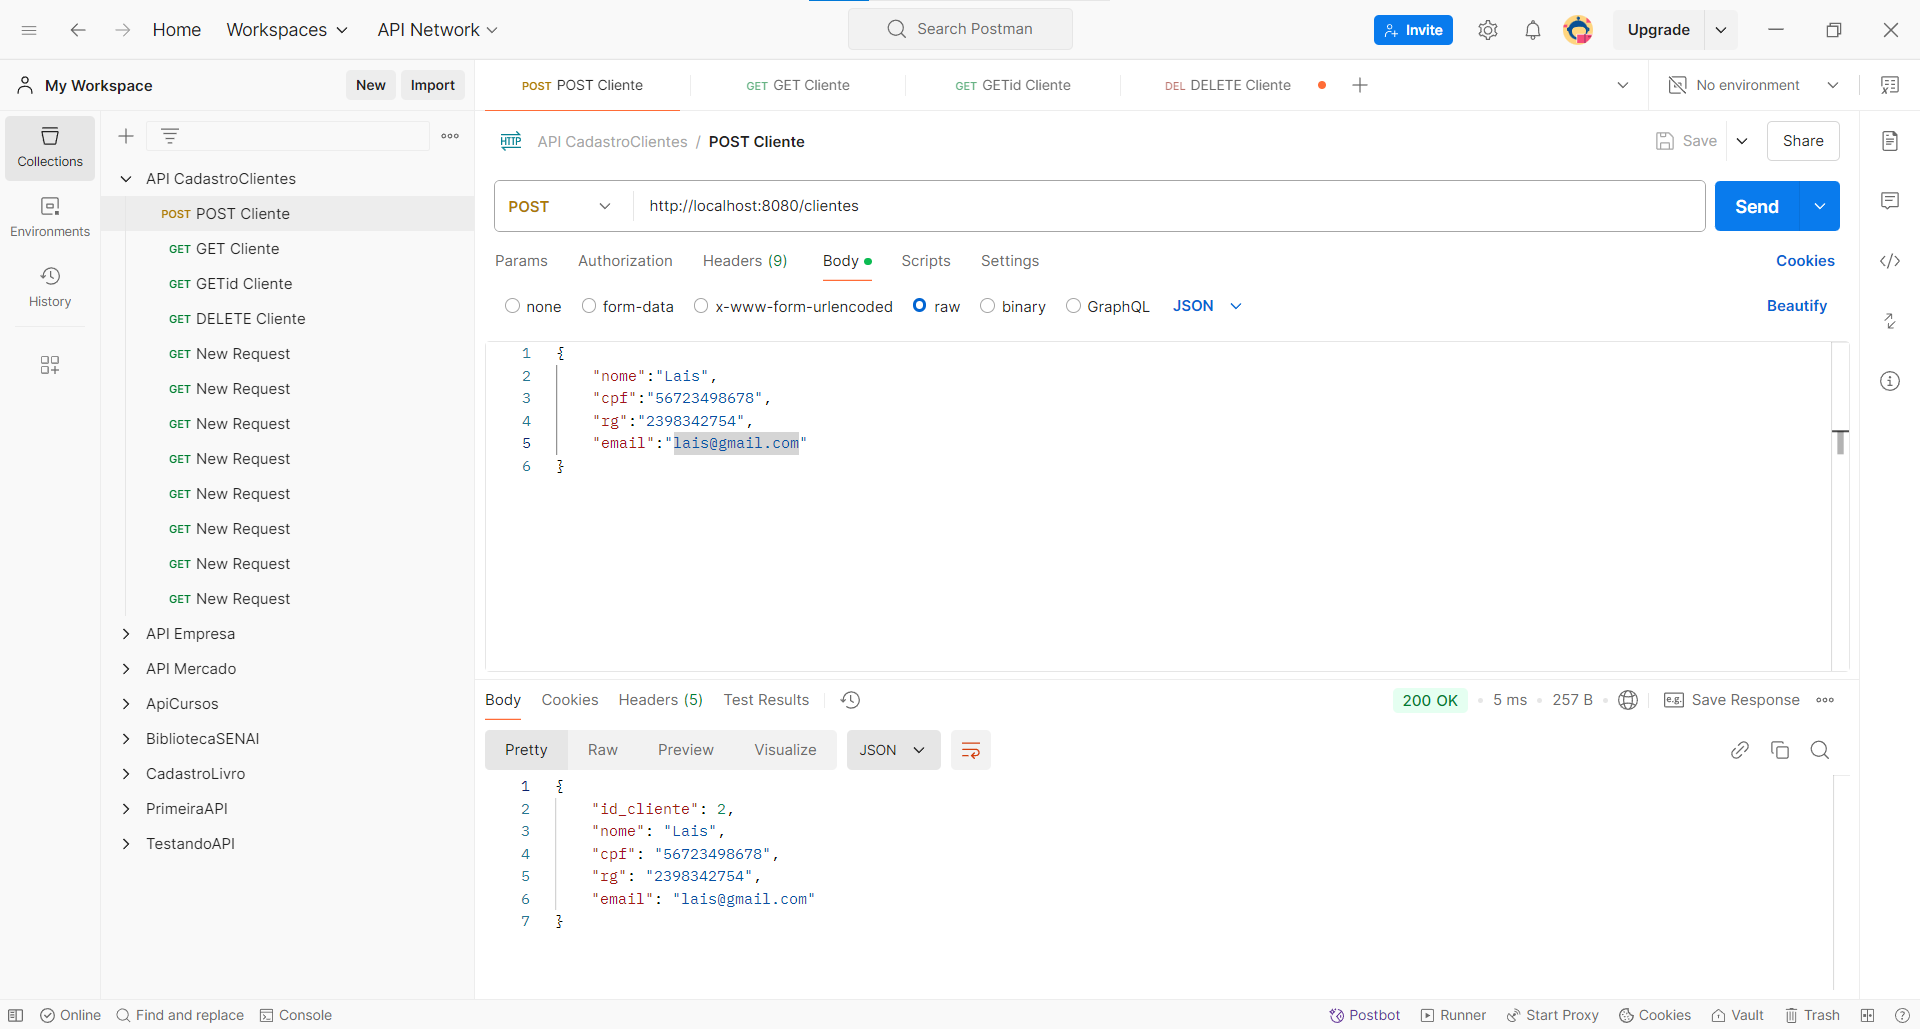 Home Workspaces API Network Search Postman Invite Upgrade
My Workspace New Import
POST POST Cliente GET GET Cliente GET GETid Cliente DEL DELETE Cliente No environment
Collections
Environments
History
API CadastroClientes
POST POST Cliente
GET GET Cliente
GET GETid Cliente
GET DELETE Cliente
GET New Request
GET New Request
GET New Request
GET New Request
GET New Request
GET New Request
GET New Request
GET New Request
API Empresa
API Mercado
ApiCursos
BibliotecaSENAI
CadastroLivro
PrimeiraAPI
TestandoAPI
HTTP API CadastroClientes / POST Cliente Save Share
POST http://localhost:8080/clientes Send
Params Authorization Headers (9) Body Scripts Settings Cookies
none form-data x-www-form-urlencoded raw binary GraphQL JSON Beautify
1 {
2 "nome":"Lais",
3 "cpf":"56723498678",
4 "rg":"2398342754",
5 "email":"lais@gmail.com"
6 }
Body Cookies Headers (5) Test Results 200 OK • 5 ms • 257 B • e.g. Save Response
Pretty Raw Preview Visualize JSON
1 {
2 "id_cliente": 2,
3 "nome": "Lais",
4 "cpf": "56723498678",
5 "rg": "2398342754",
6 "email": "lais@gmail.com"
7 }
Online Find and replace Console Postbot Runner Start Proxy Cookies Vault Trash